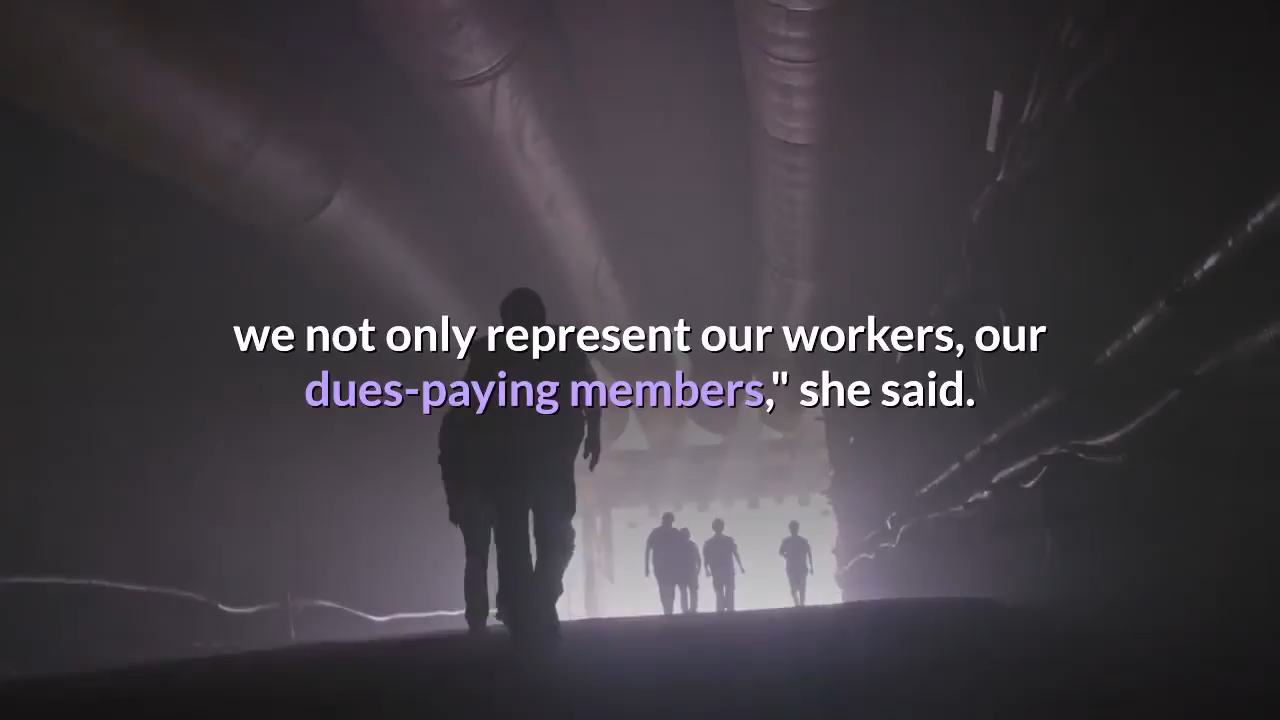 we not only represent our workers, our
dues-paying members," she said.